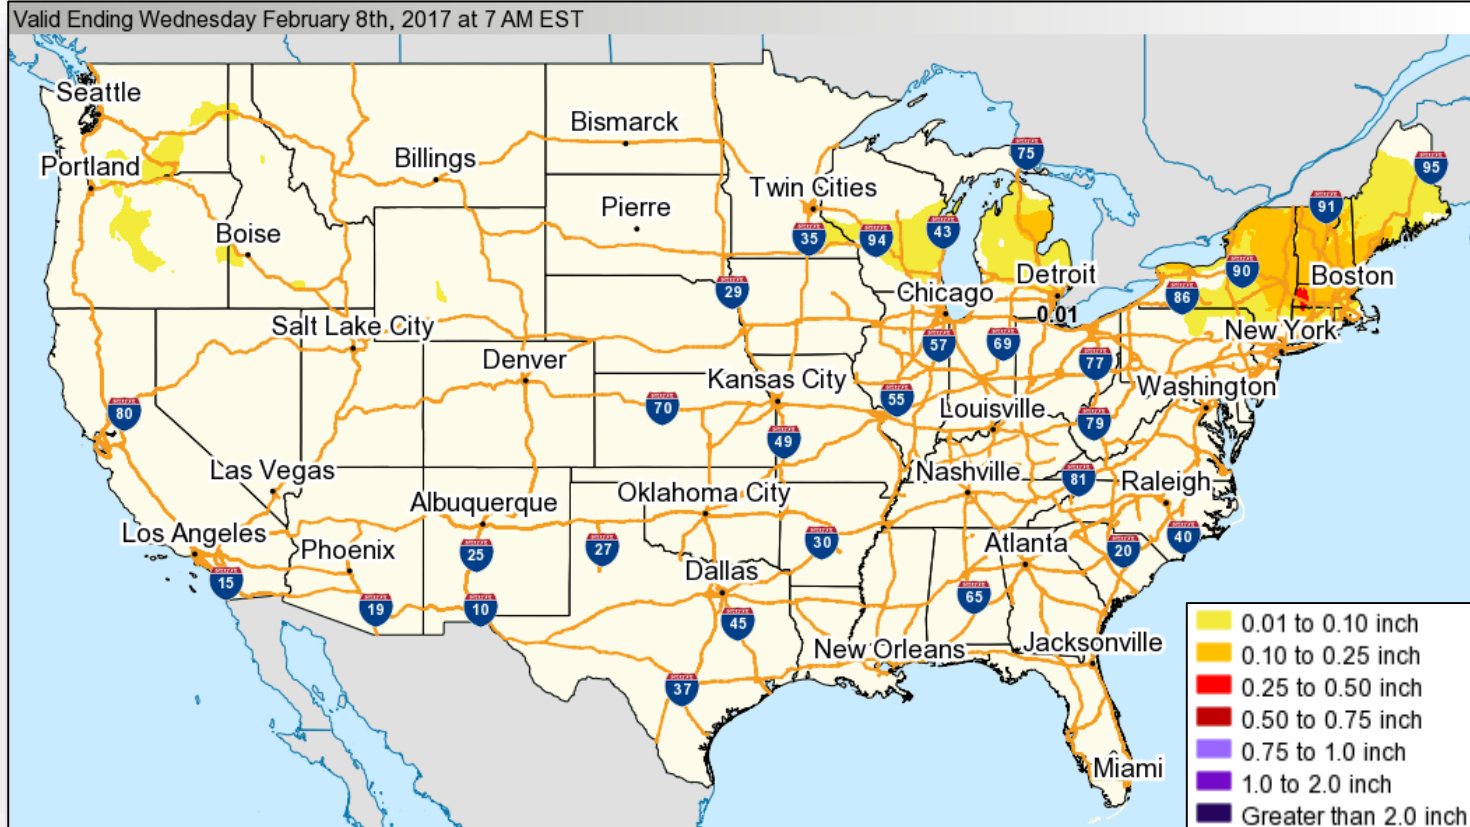 Valid Ending Wednesday February 8th, 2017 at 7 AM EST
Seattle
Bismarck
75
Portland
Billings
95
Twin Cities
Pierre
91
Boise
35
94
43
90
Detroit
Boston
29
Chicago
86
0.01
Salt Lake City
New York
57
69
Denver
77
Kansas City
Washington
80
70
55
Louisville
79
49
Las Vegas
Nashville
81
Raleigh
Albuquerque
Oklahoma City
Los Angeles
Phoenix
25
27
30
Atlanta
20
40
15
Dallas
19
10
45
65
New Orleans
Jacksonville
37
Miami
0.01 to 0.10 inch
0.10 to 0.25 inch
0.25 to 0.50 inch
0.50 to 0.75 inch
0.75 to 1.0 inch
1.0 to 2.0 inch
Greater than 2.0 inch